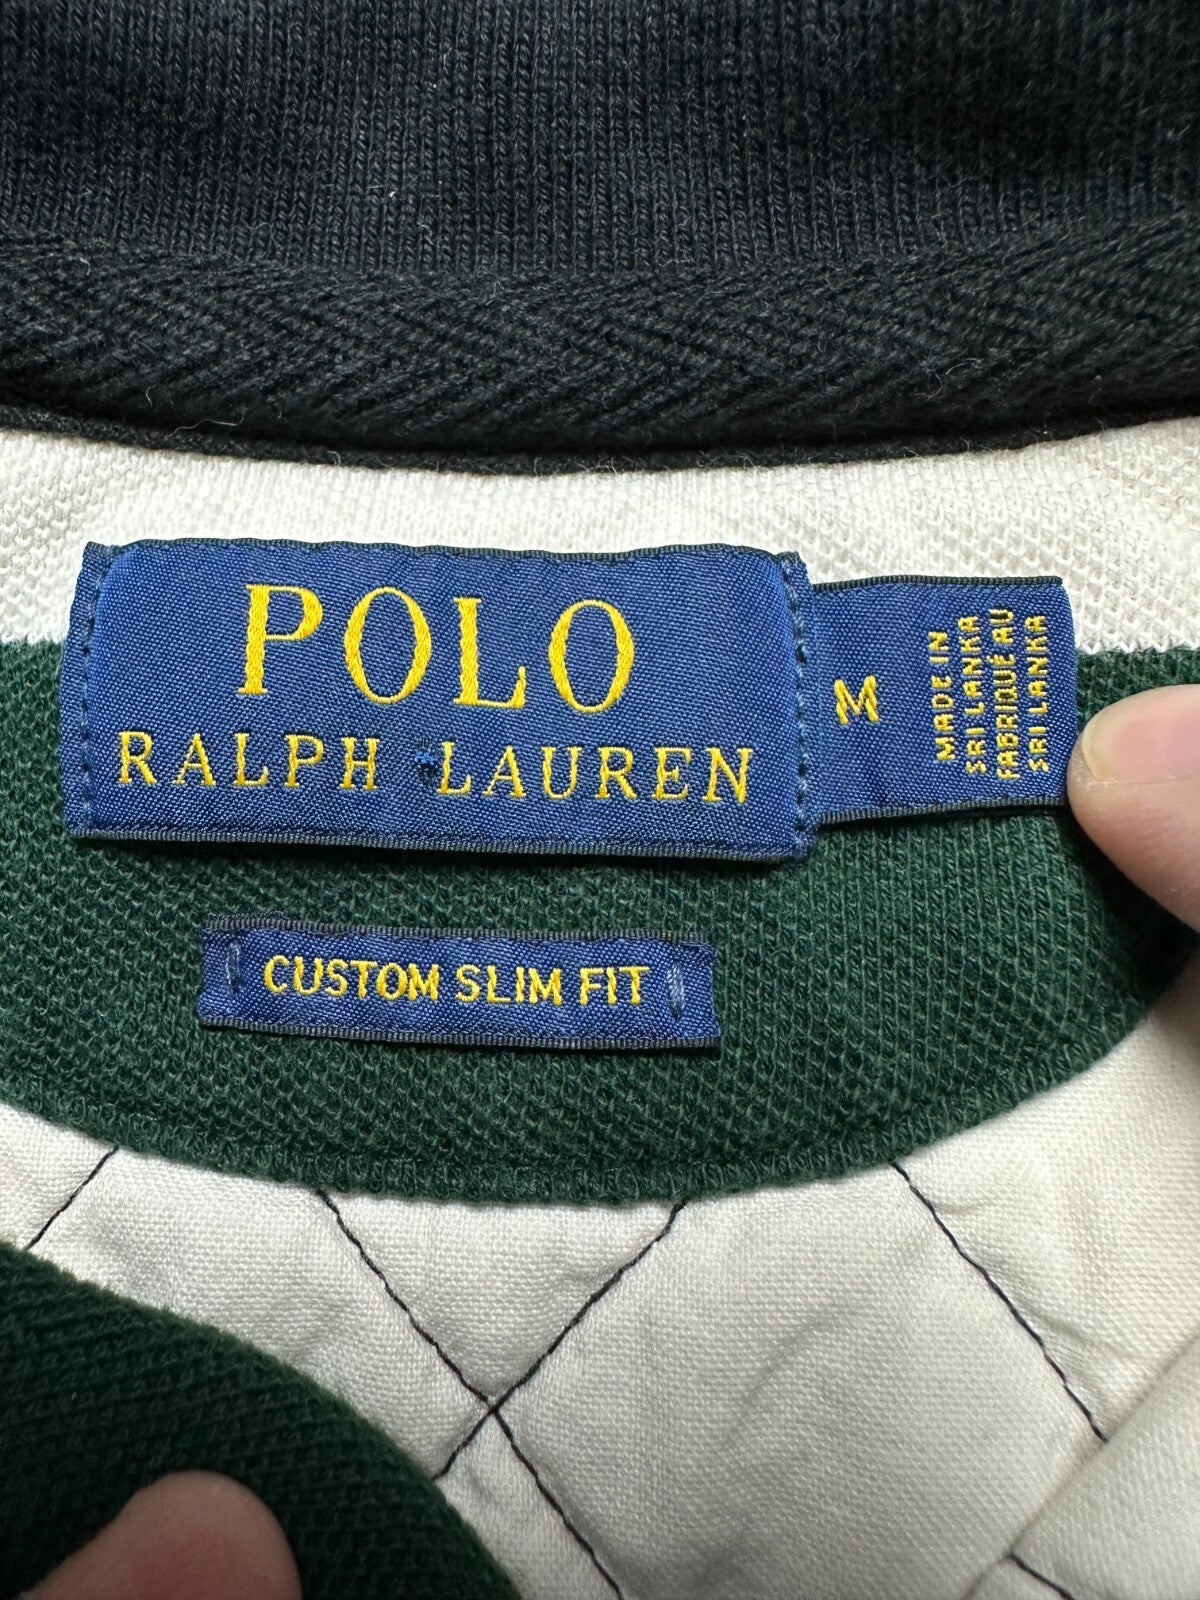 POLO
RALPH LAUREN
M
MADE IN
SRI LANKA
FABRIQUÉ AU
SRI LANKA
CUSTOM SLIM FIT